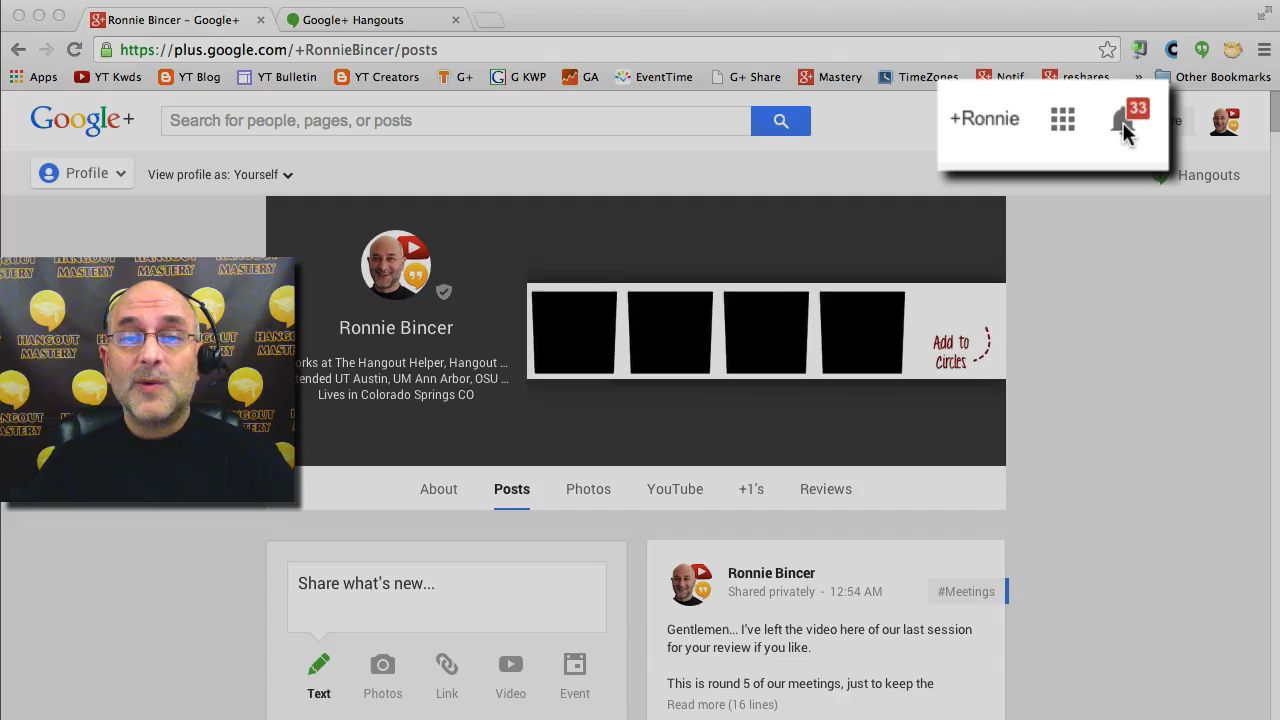 Ronnie Bincer - Google+
Google+ Hangouts
https://plus.google.com/+RonnieBincer/posts
Apps
YT Kwds
YT Blog
YT Bulletin
YT Creators
G+
G KWP
GA
EventTime
G+ Share
Mastery
TimeZones
Notif
reshares
»
Other Bookmarks
Google+
Search for people, pages, or posts
+Ronnie
33
Profile
View profile as: Yourself
Hangouts
HANGOUT
MASTERY
HANGOUT
MASTERY
HANGOUT
MASTERY
Ronnie Bincer
orks at The Hangout Helper, Hangout ...
tended UT Austin, UM Ann Arbor, OSU ...
Lives in Colorado Springs CO
Add to
Circles
About
Posts
Photos
YouTube
+1's
Reviews
Share what's new...
Text
Photos
Link
Video
Event
Ronnie Bincer
Shared privately - 12:54 AM
#Meetings
Gentlemen... I've left the video here of our last session
for your review if you like.
This is round 5 of our meetings, just to keep the
Read more (16 lines)